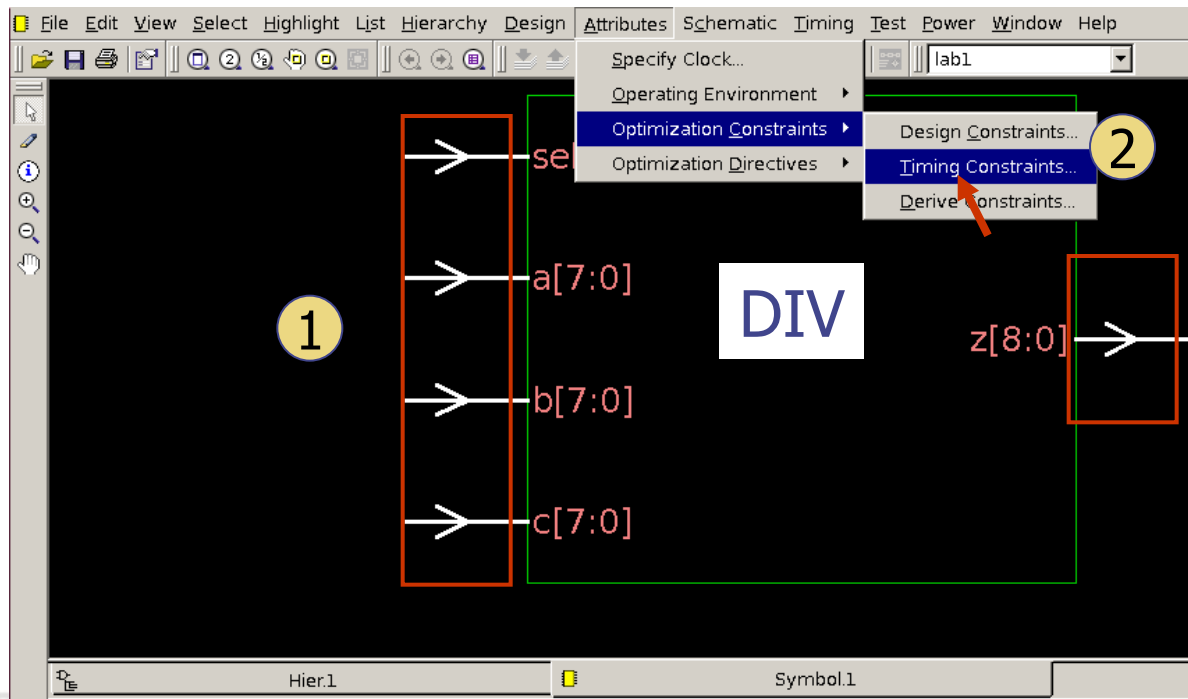 File Edit View Select Highlight List Hierarchy Design Attributes Schematic Timing Test Power Window Help
lab1
Specify Clock...
Operating Environment
Optimization Constraints
Optimization Directives
Design Constraints...
Timing Constraints...
Derive Constraints...
2
sel
a[7:0]
DIV
1
z[8:0]
b[7:0]
c[7:0]
Hier.1 Symbol.1